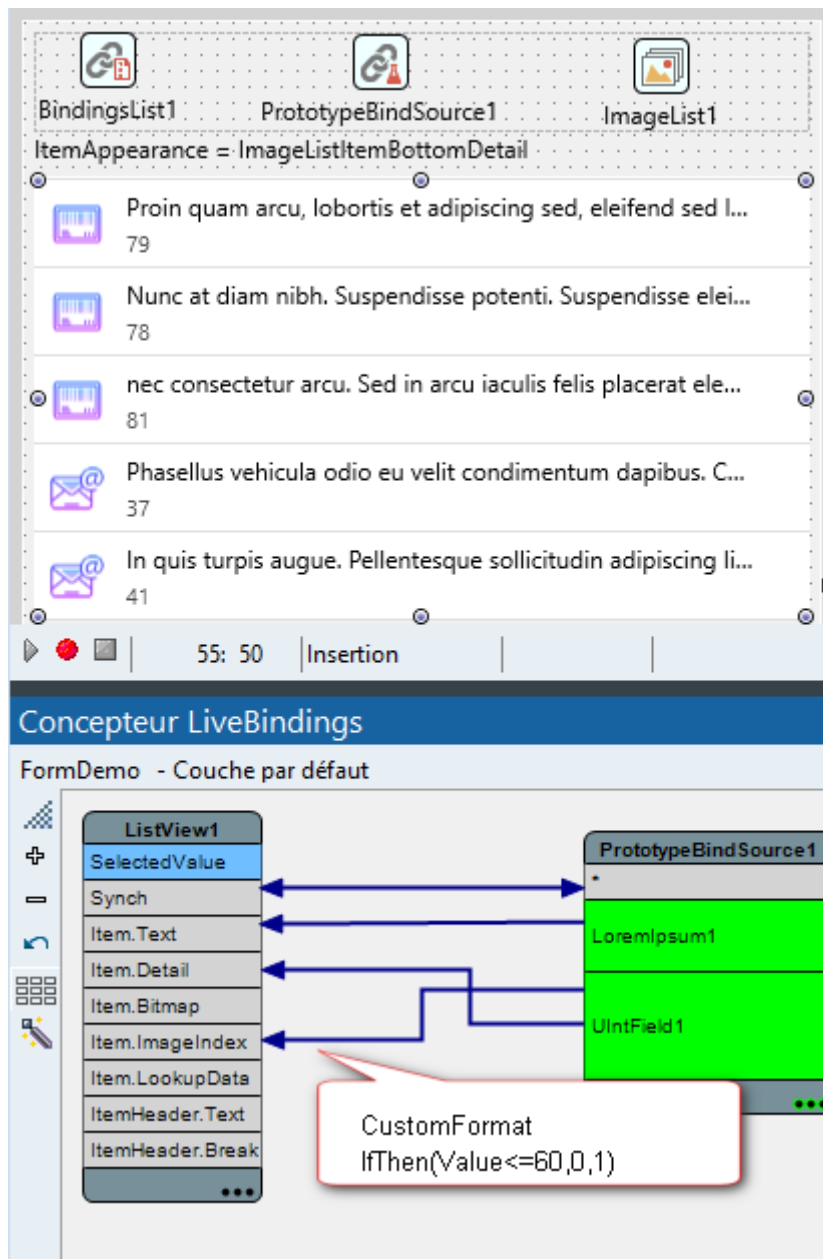 BindingsList1 PrototypeBindSource1 ImageList1
ItemAppearance = ImageListItemBottomDetail
Proin quam arcu, lobortis et adipiscing sed, eleifend sed l...
79
Nunc at diam nibh. Suspendisse potenti. Suspendisse elei...
78
nec consectetur arcu. Sed in arcu iaculis felis placerat ele...
81
Phasellus vehicula odio eu velit condimentum dapibus. C...
37
In quis turpis augue. Pellentesque sollicitudin adipiscing li...
41
55: 50 Insertion
Concepteur LiveBindings
FormDemo - Couche par défaut
ListView1
SelectedValue
Synch
Item.Text
Item.Detail
Item.Bitmap
Item.ImageIndex
Item.LookupData
ItemHeader.Text
ItemHeader.Break
PrototypeBindSource1
*
LoremIpsum1
UIntField1
CustomFormat
IfThen(Value<=60,0,1)